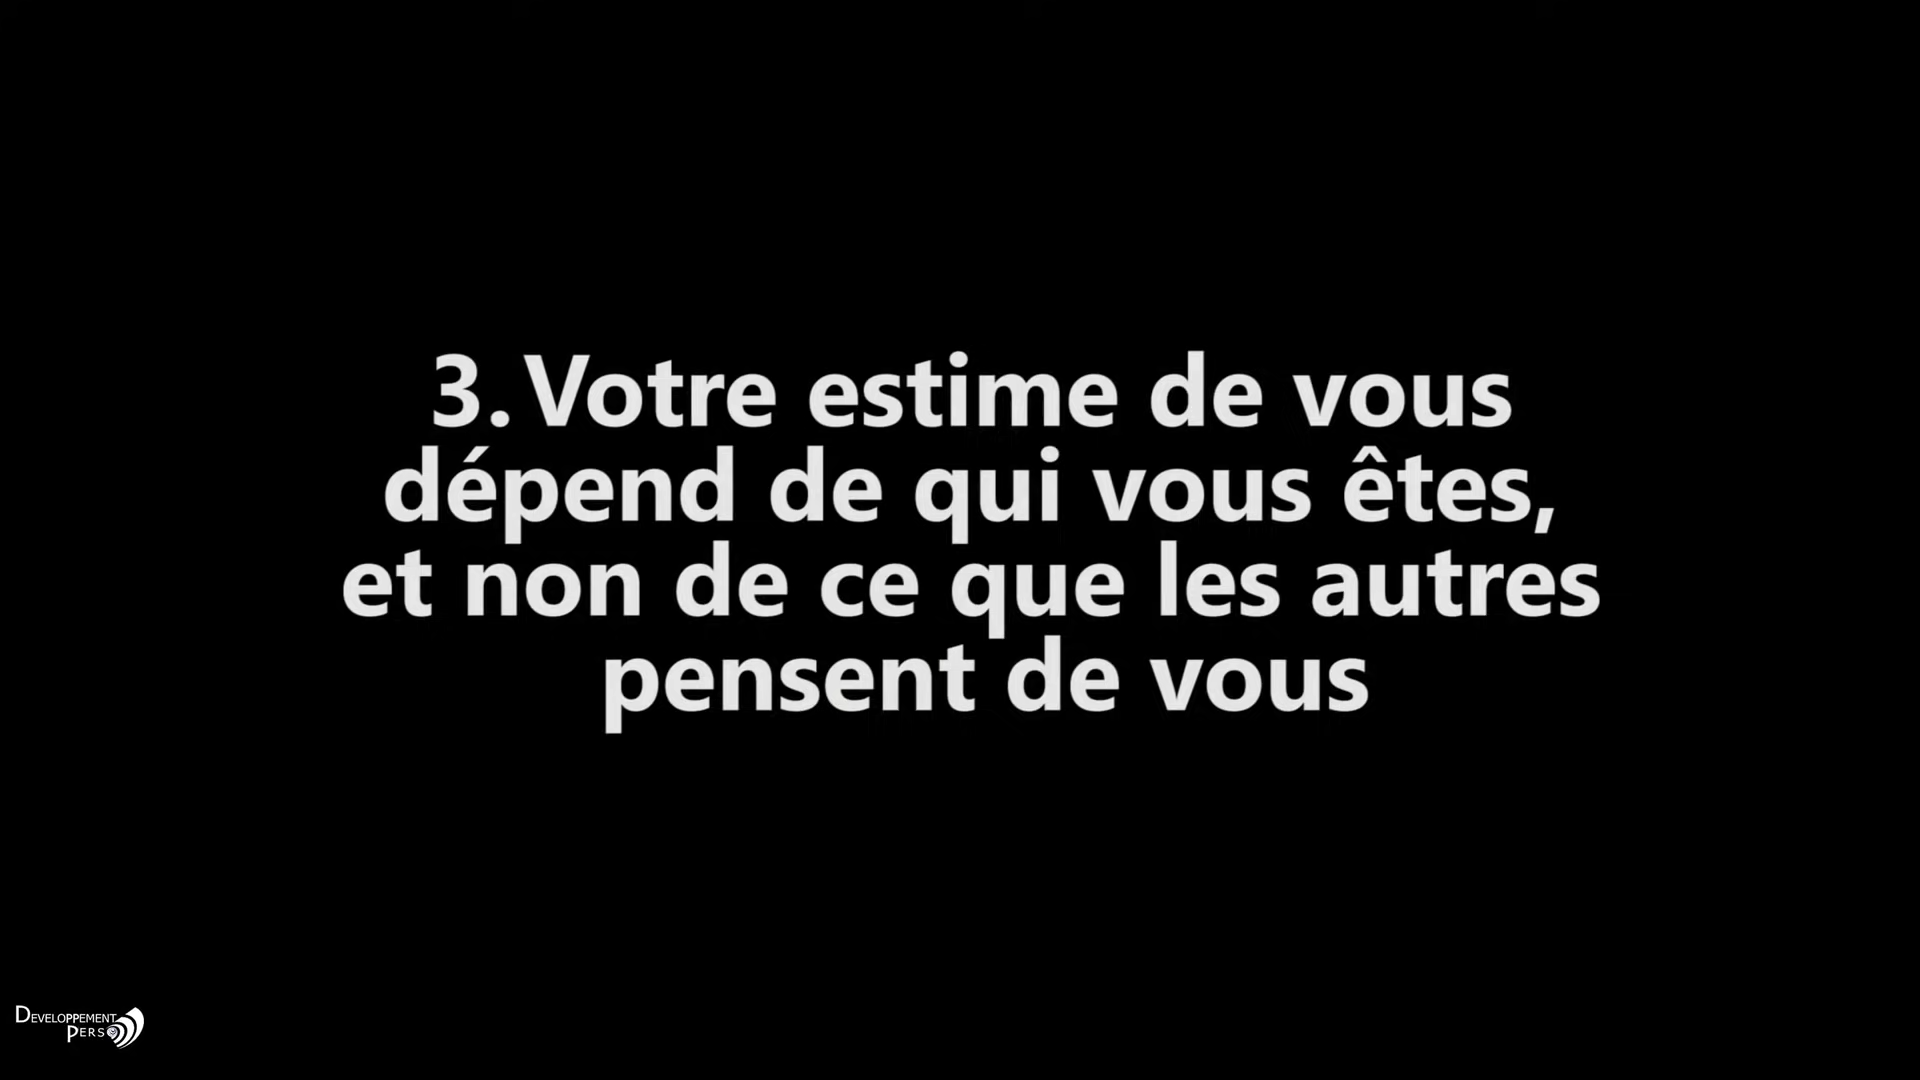 3. Votre estime de vous
dépend de qui vous êtes,
et non de ce que les autres
pensent de vous
DEVELOPPEMENT
PERSO